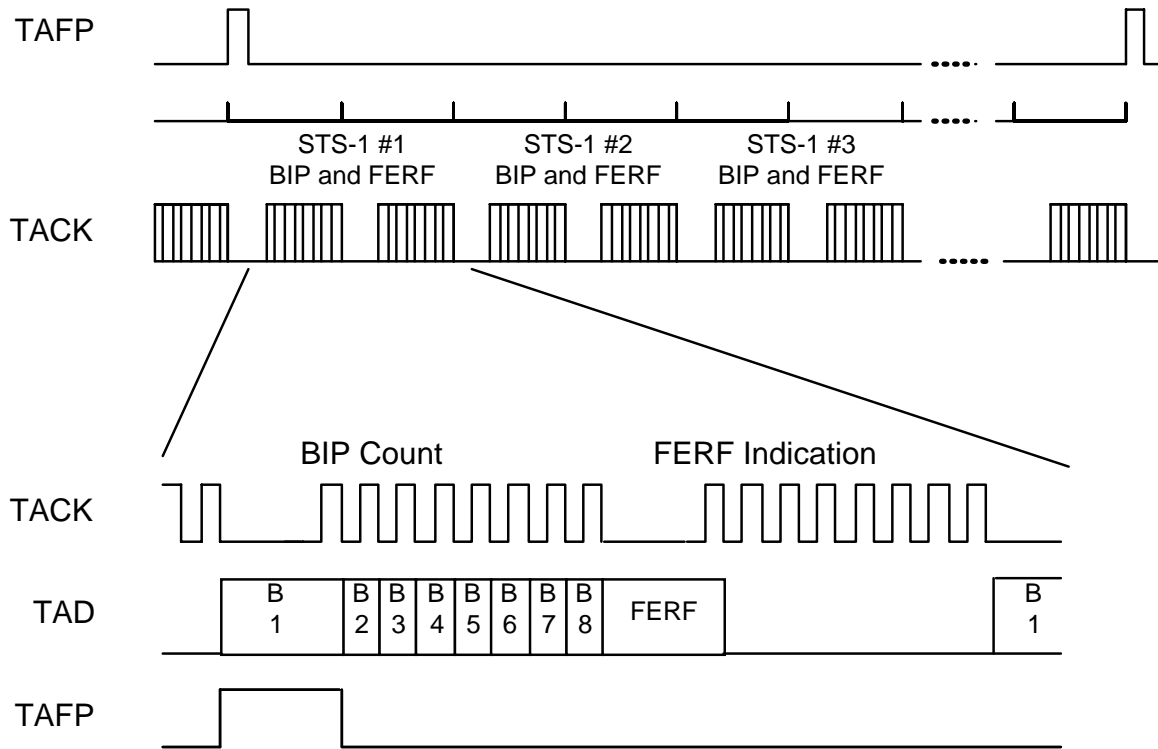 TAFP
STS-1 #1 STS-1 #2 STS-1 #3
BIP and FERF BIP and FERF BIP and FERF
TACK
BIP Count FERF Indication
TACK
TAD
B B B B B B B B FERF B
1 2 3 4 5 6 7 8 1
TAFP